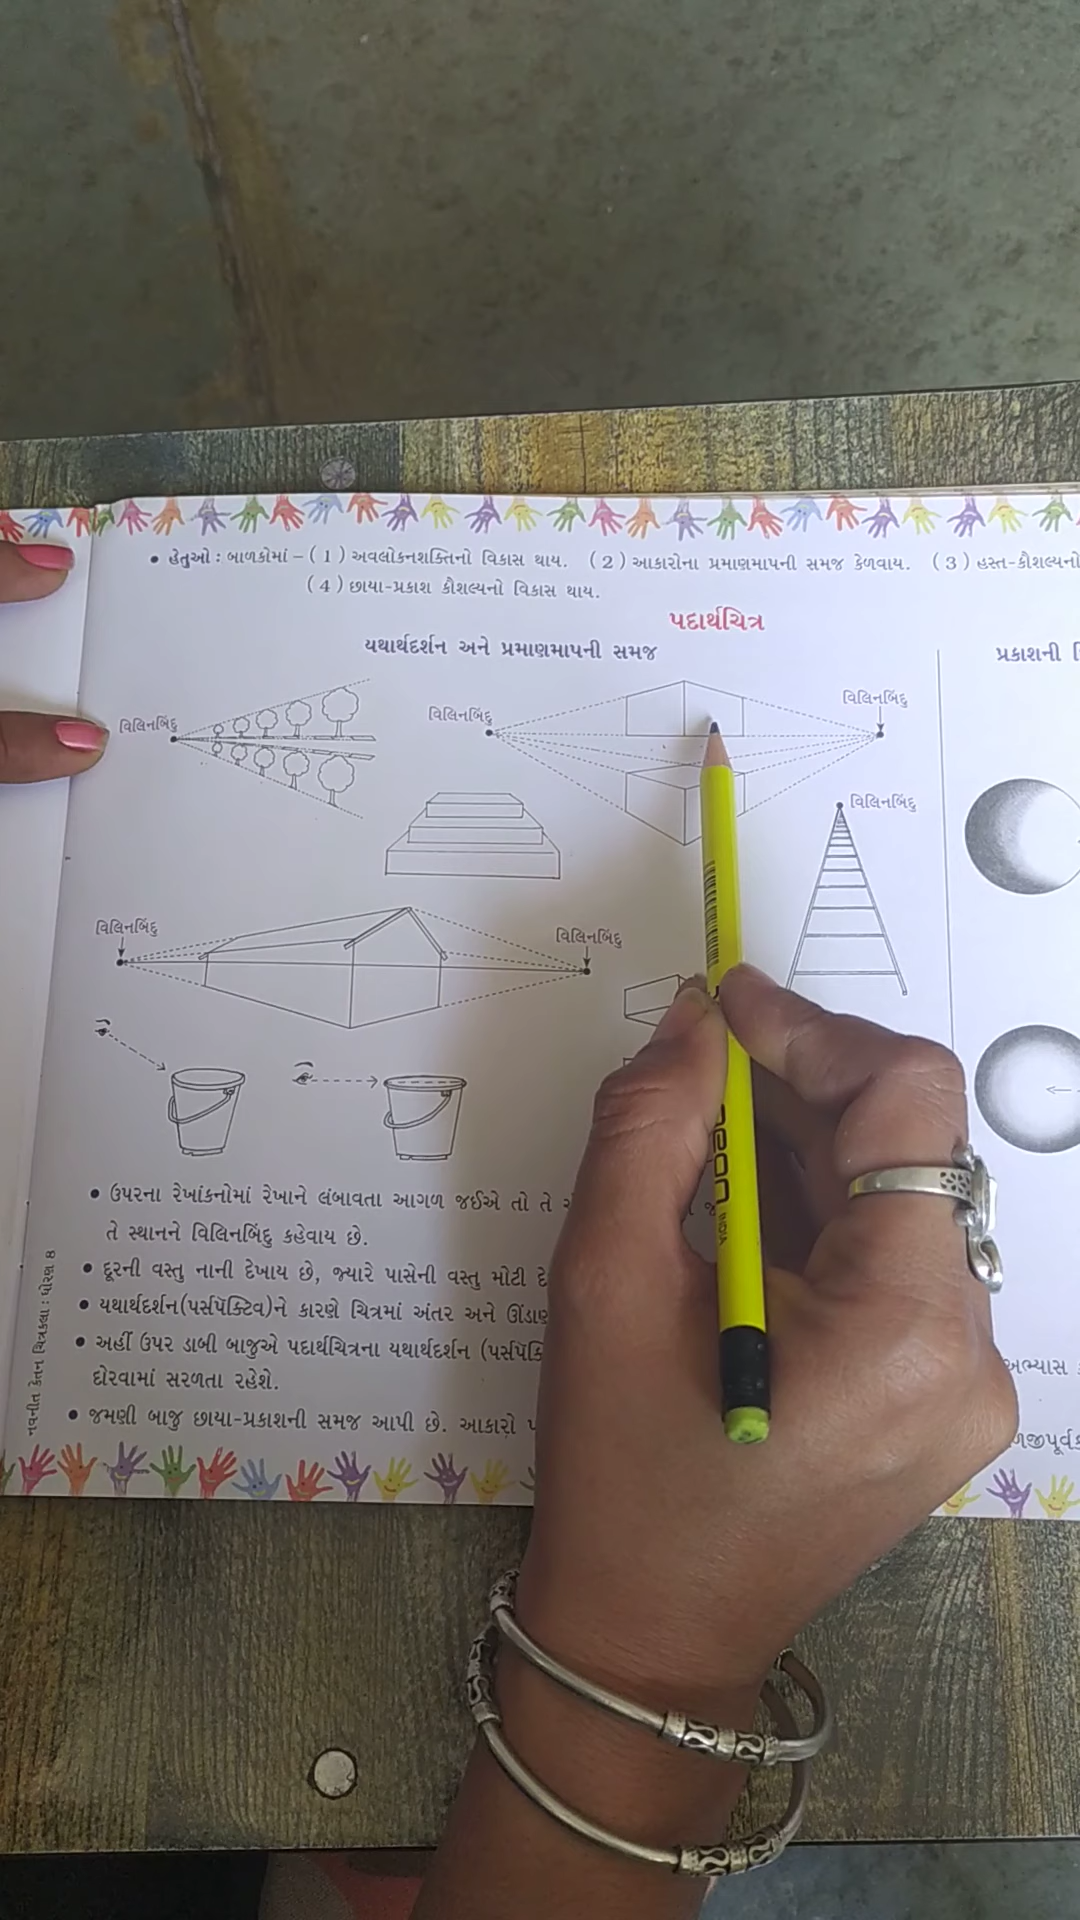 • હેતુઓ : બાળકોમાં – ( 1 ) અવલોકનશક્તિનો વિકાસ થાય. ( 2 ) આકારોના પ્રમાણમાપની સમજ કેળવાય. ( 3 ) હસ્ત-કૌશલ્યનો
( 4 ) છાયા-પ્રકાશ કૌશલ્યનો વિકાસ થાય.
પદાર્થચિત્ર
યથાર્થદર્શન અને પ્રમાણમાપની સમજ
પ્રકાશની
વિલિનબિંદુ
વિલિનબિંદુ
વિલિનબિંદુ
વિલિનબિંદુ
વિલિનબિંદુ
વિલિનબિંદુ
• ઉપરના રેખાંકનોમાં રેખાને લંબાવતા આગળ જઈએ તો તે
તે સ્થાનને વિલિનબિંદુ કહેવાય છે.
• દૂરની વસ્તુ નાની દેખાય છે, જ્યારે પાસેની વસ્તુ મોટી
• યથાર્થદર્શન(પર્સપૅક્ટિવ)ને કારણે ચિત્રમાં અંતર અને
• અહીં ઉપર ડાબી બાજુએ પદાર્થચિત્રના યથાર્થદર્શન
અભ્યાસ
દોરવામાં સરળતા રહેશે.
• જમણી બાજુ છાયા-પ્રકાશની સમજ આપી છે. આકારો
નવનીત કેતન ચિત્રકલા : ધોરણ 8
neon
INDIA